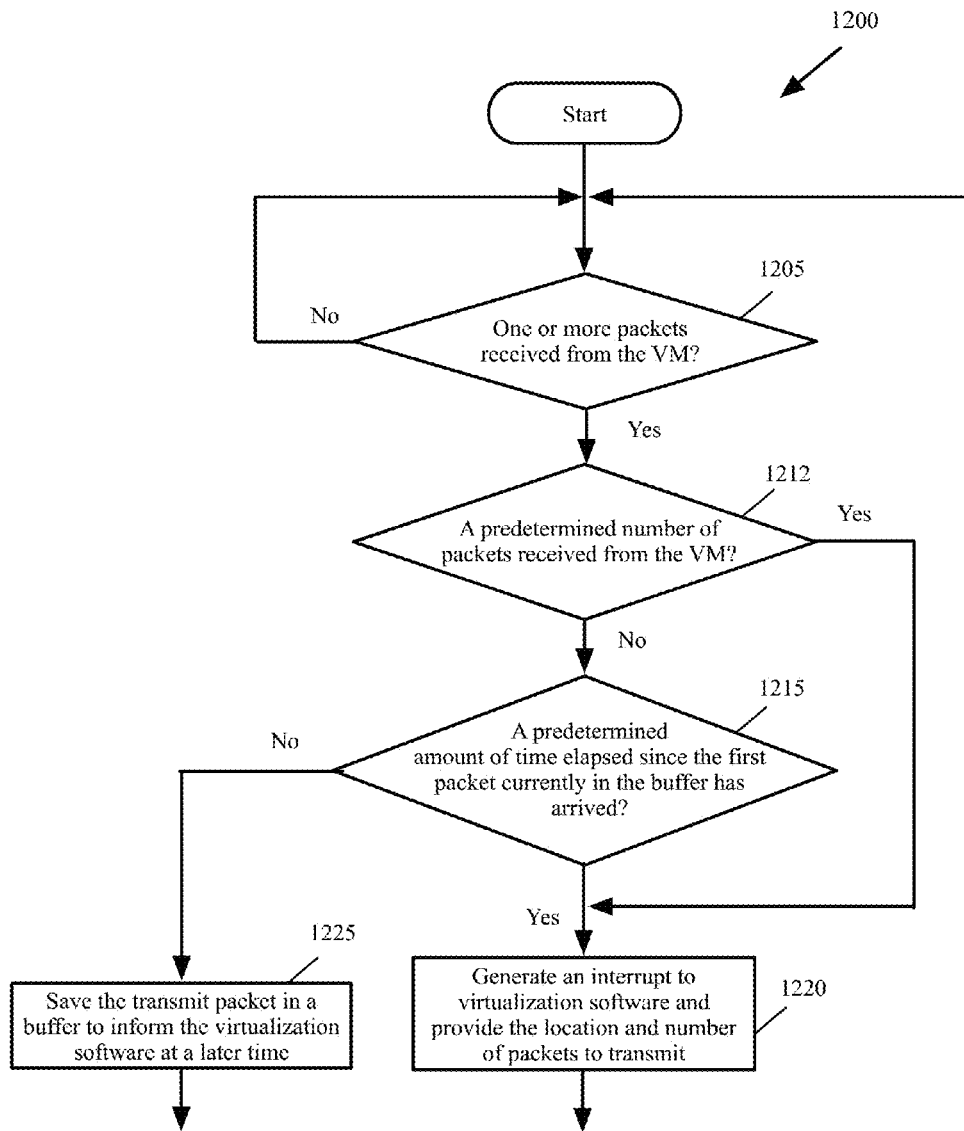 1200
Start
1205
No
One or more packets
received from the VM?
Yes
1212
A predetermined number of
packets received from the VM?
Yes
No
1215
No
A predetermined
amount of time elapsed since the first
packet currently in the buffer has
arrived?
Yes
1225
Save the transmit packet in a
buffer to inform the virtualization
software at a later time
Generate an interrupt to
virtualization software and
provide the location and number
of packets to transmit
1220